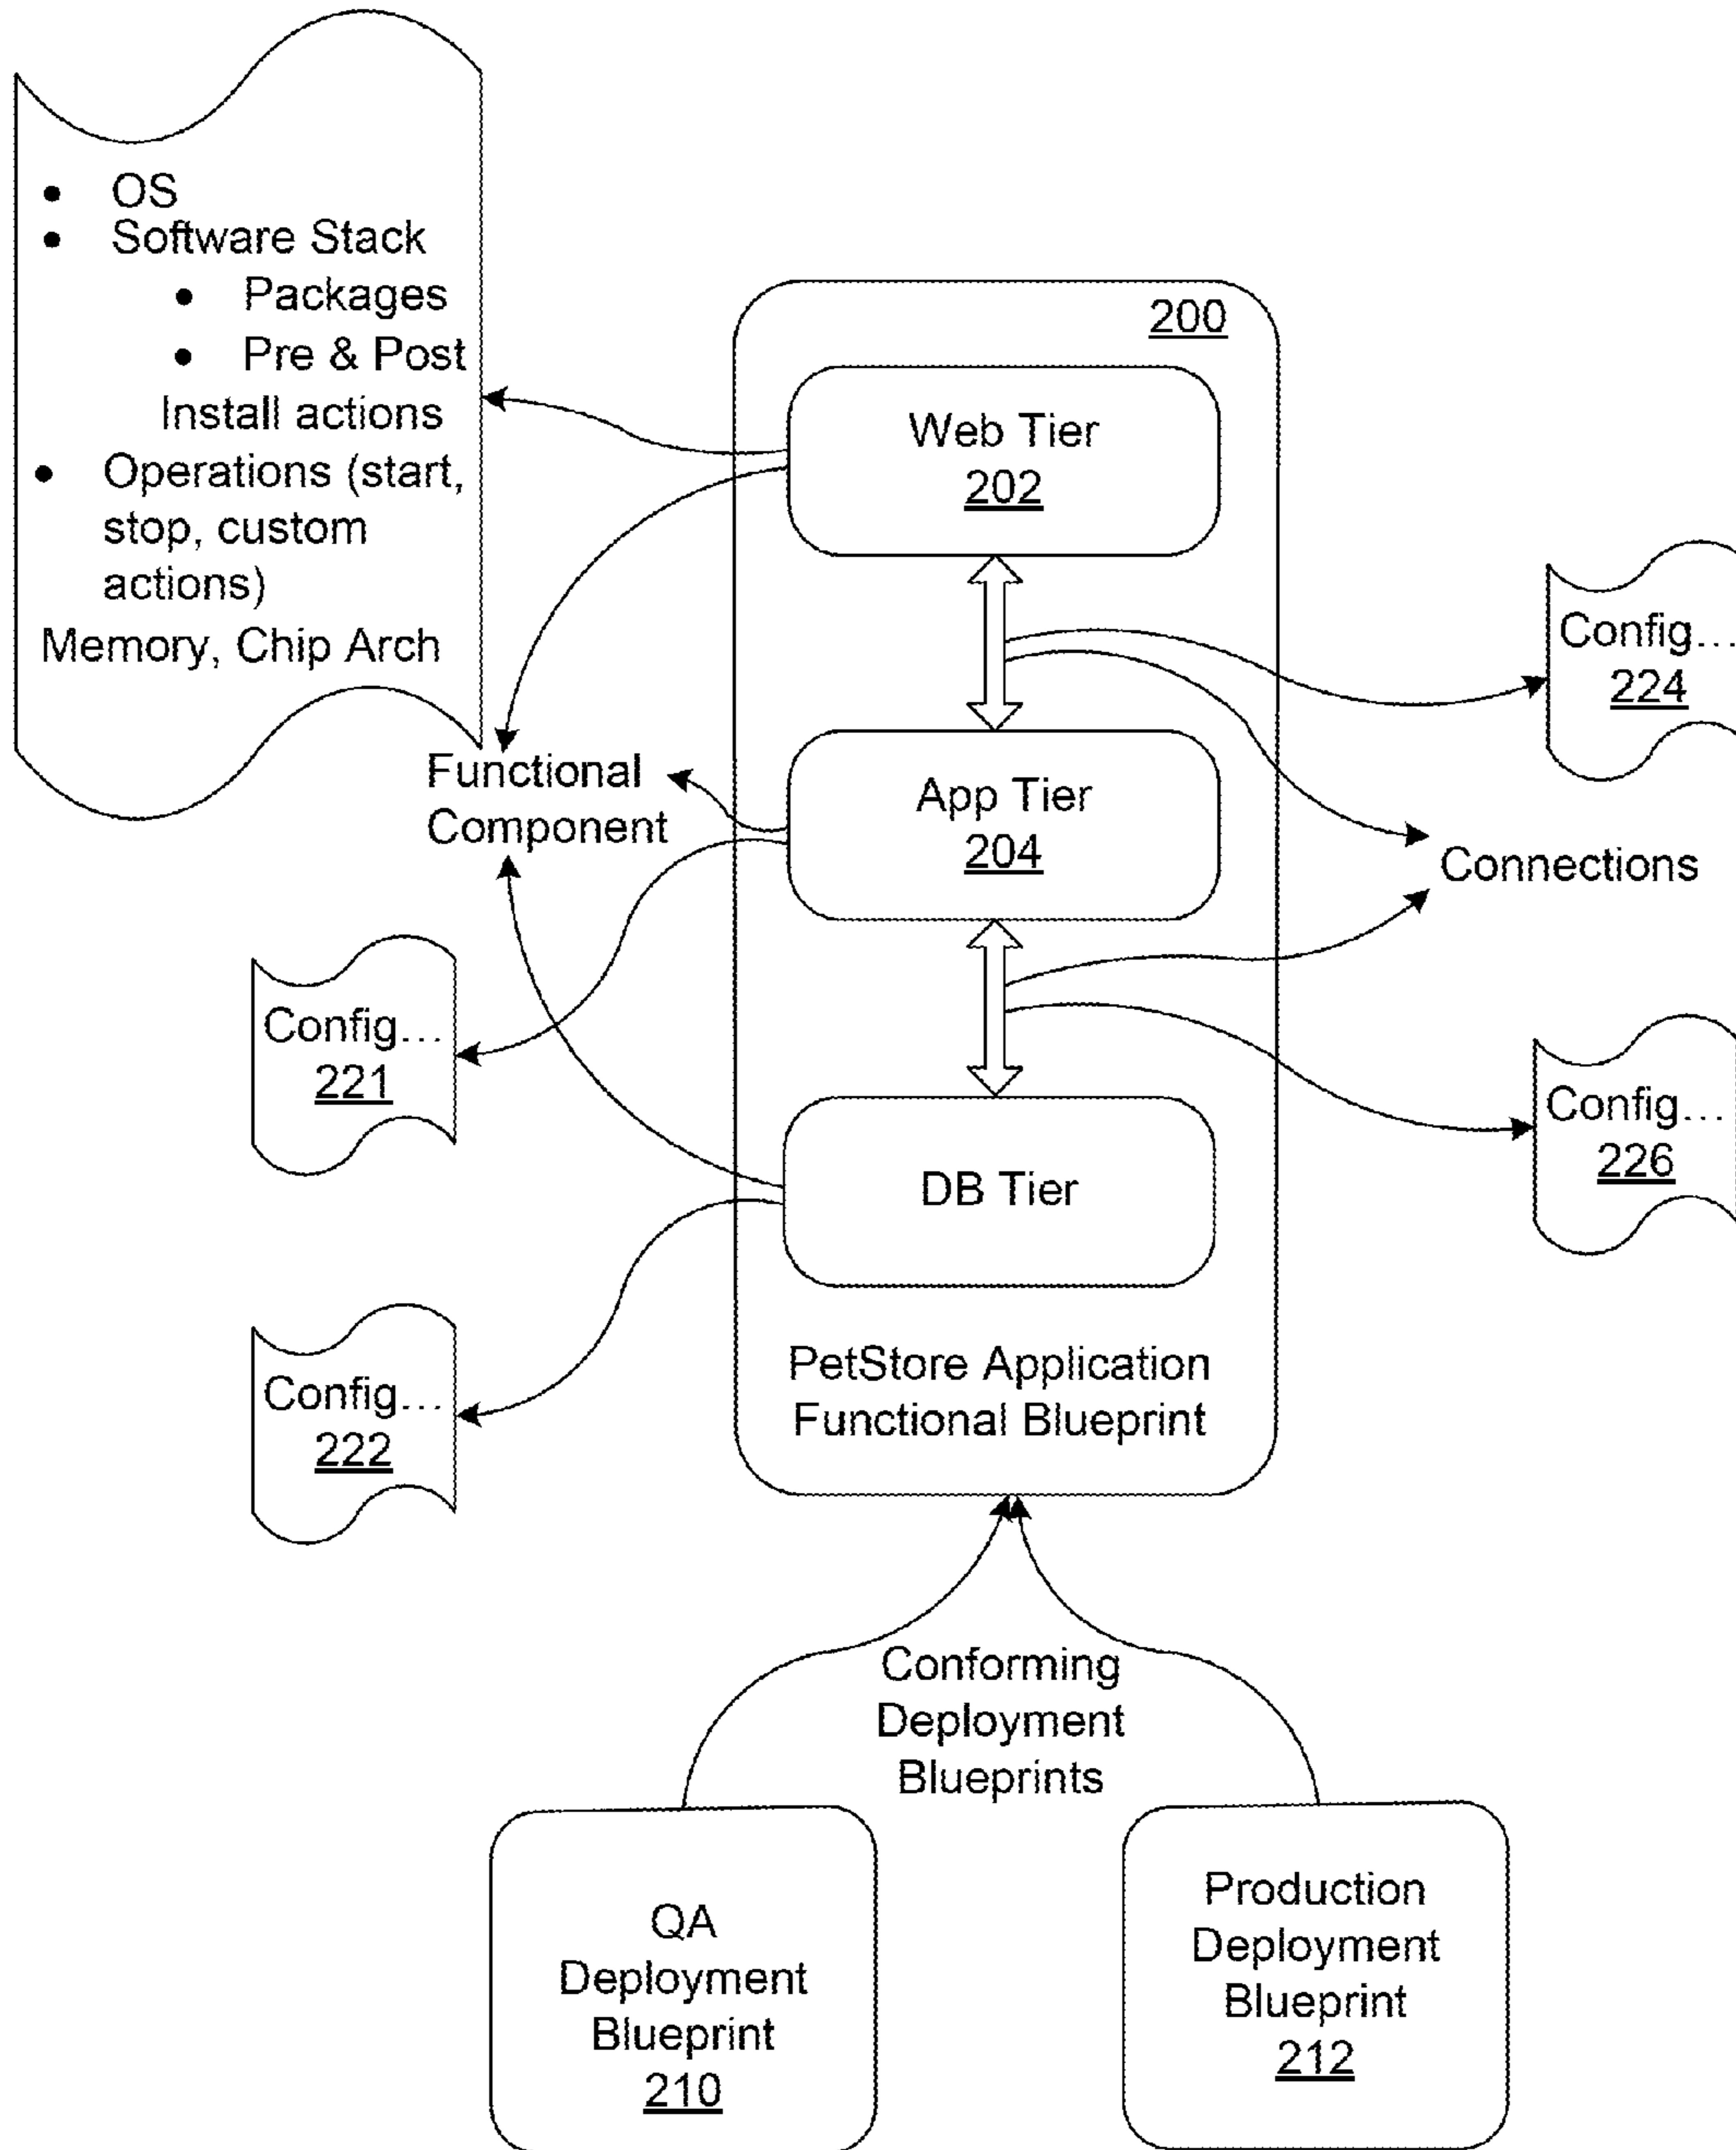 • OS
• Software Stack
• Packages
• Pre & Post
Install actions
• Operations (start,
stop, custom
actions)
Memory, Chip Arch
200
Web Tier
202
Functional
Component
App Tier
204
Config...
224
Connections
Config...
221
DB Tier
Config...
226
Config...
222
PetStore Application
Functional Blueprint
Conforming
Deployment
Blueprints
QA
Deployment
Blueprint
210
Production
Deployment
Blueprint
212